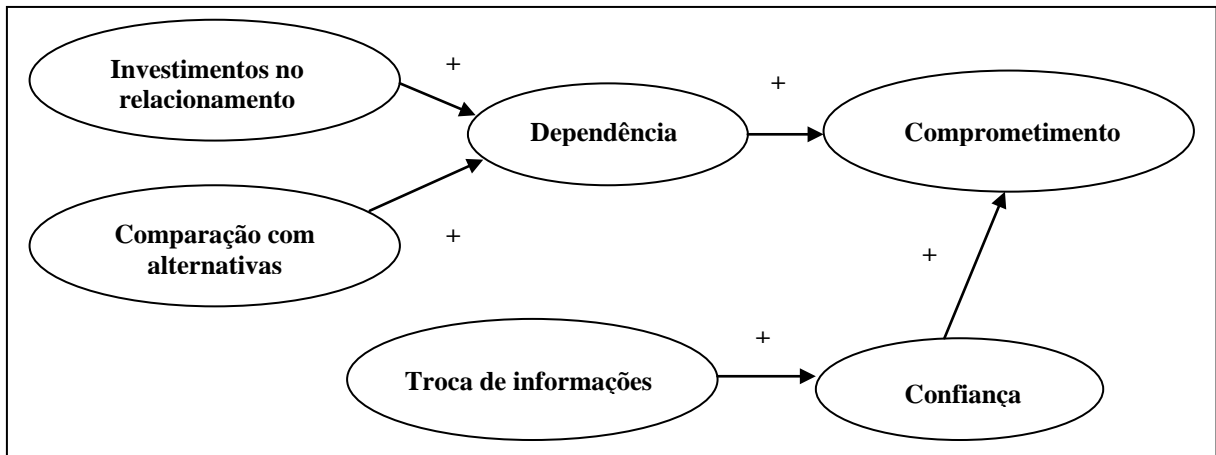 Investimentos no
relacionamento
+
Dependência
+
Comprometimento
Comparação com
alternativas
+
+
Troca de informações
+
Confiança